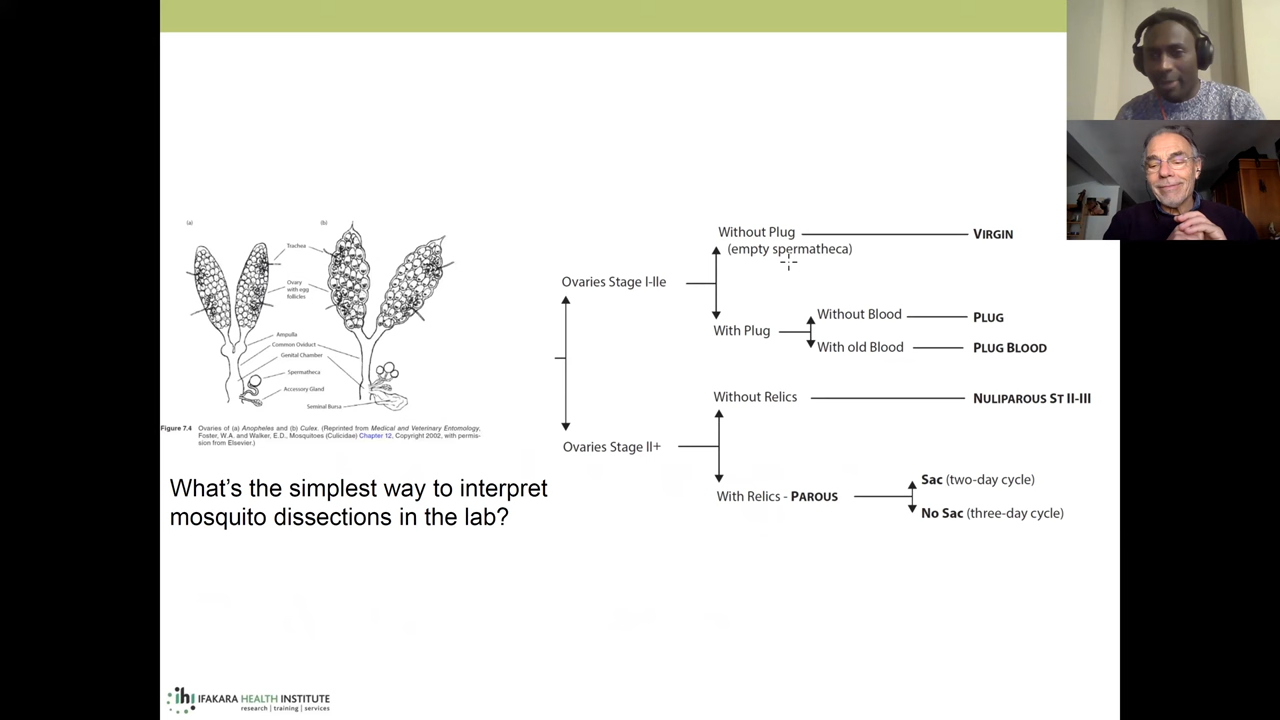 (a)
(b)
Trachea
Ovary
with egg
follicles
Ampulla
Common Oviduct
Genital Chamber
Spermatheca
Accessory Gland
Seminal Bursa
Figure 7.4 Ovaries of (a) Anopheles and (b) Culex. (Reprinted from Medical and Veterinary Entomology.
Foster, W.A. and Walker, E.D., Mosquitoes (Culicidae) Chapter 12, Copyright 2002, with permis-
sion from Elsevier.)
What's the simplest way to interpret
mosquito dissections in the lab?
Ovaries Stage I-IIe
Without Plug
(empty spermatheca)
VIRGIN
With Plug
Without Blood
PLUG
With old Blood
PLUG BLOOD
Ovaries Stage II+
Without Relics
NULIPAROUS ST II-III
With Relics - PAROUS
Sac (two-day cycle)
No Sac (three-day cycle)
ihi
IFAKARA HEALTH INSTITUTE
research | training | services